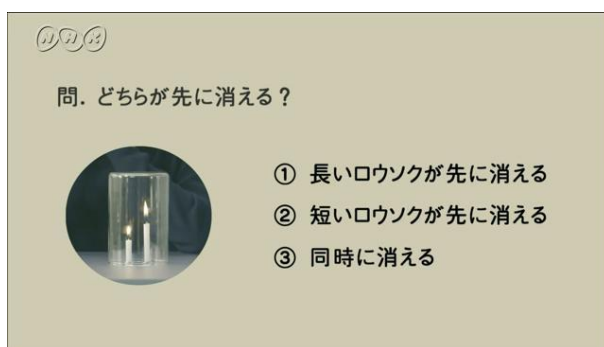 NHK
問. どちらが先に消える?
① 長いロウソクが先に消える
② 短いロウソクが先に消える
③ 同時に消える